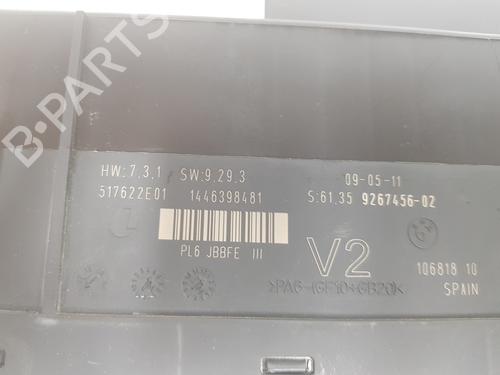 B-PARTS
HW:7.3.1 SW:9.29.3 09-05-11
517622E01 1446398481 S:61.35 9267456-02
PL6 JBBFE III
V2
106818 10
>PA6-(GF10+GB20)<
SPAIN